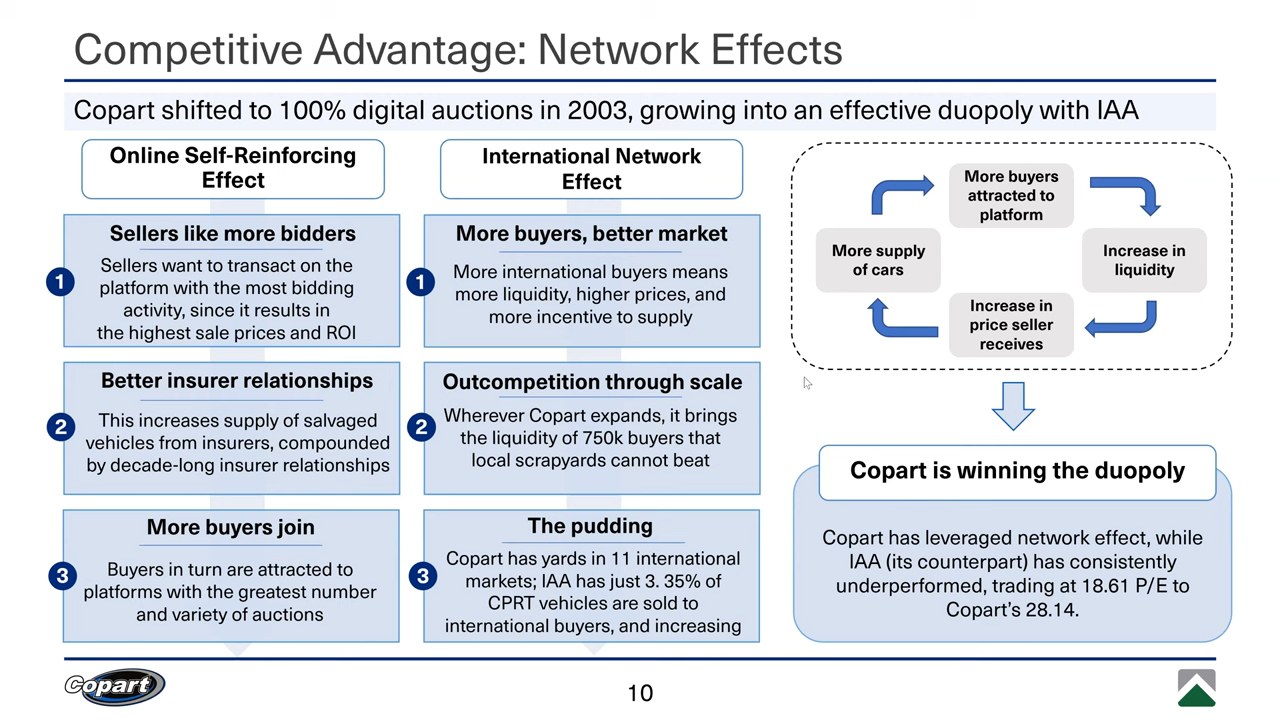 Competitive Advantage: Network Effects
Copart shifted to 100% digital auctions in 2003, growing into an effective duopoly with IAA
Online Self-Reinforcing
Effect
Sellers like more bidders
1
Sellers want to transact on the
platform with the most bidding
activity, since it results in
the highest sale prices and ROI
Better insurer relationships
2
This increases supply of salvaged
vehicles from insurers, compounded
by decade-long insurer relationships
More buyers join
3
Buyers in turn are attracted to
platforms with the greatest number
and variety of auctions
International Network
Effect
More buyers, better market
1
More international buyers means
more liquidity, higher prices, and
more incentive to supply
Outcompetition through scale
2
Wherever Copart expands, it brings
the liquidity of 750k buyers that
local scrapyards cannot beat
The pudding
3
Copart has yards in 11 international
markets; IAA has just 3. 35% of
CPRT vehicles are sold to
international buyers, and increasing
More buyers
attracted to
platform
Increase in
liquidity
Increase in
price seller
receives
More supply
of cars
Copart is winning the duopoly
Copart has leveraged network effect, while
IAA (its counterpart) has consistently
underperformed, trading at 18.61 P/E to
Copart's 28.14.
Copart
10